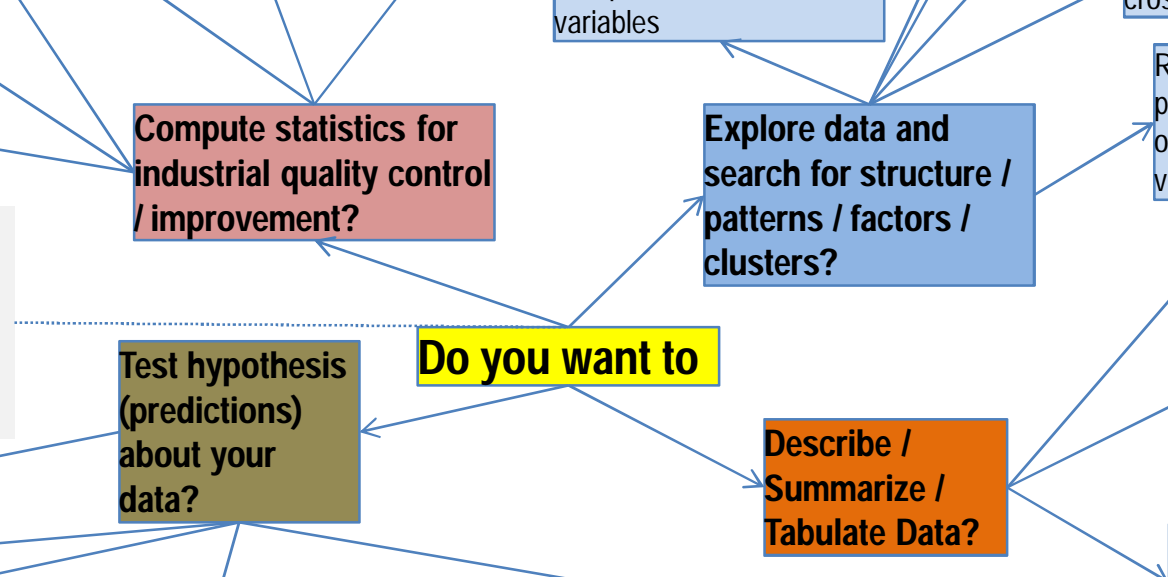 variables
Compute statistics for
industrial quality control
/ improvement?
Explore data and
search for structure /
patterns / factors /
clusters?
Do you want to
Test hypothesis
(predictions)
about your
data?
Describe /
Summarize /
Tabulate Data?